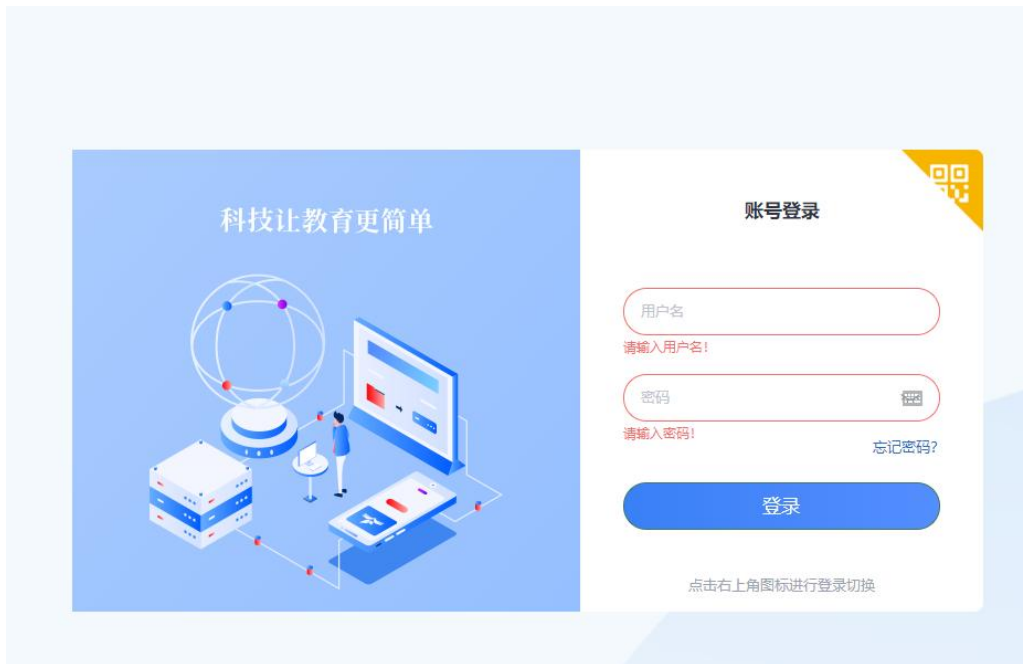 科技让教育更简单
账号登录
用户名
请输入用户名!
密码
请输入密码!
忘记密码?
登录
点击右上角图标进行登录切换